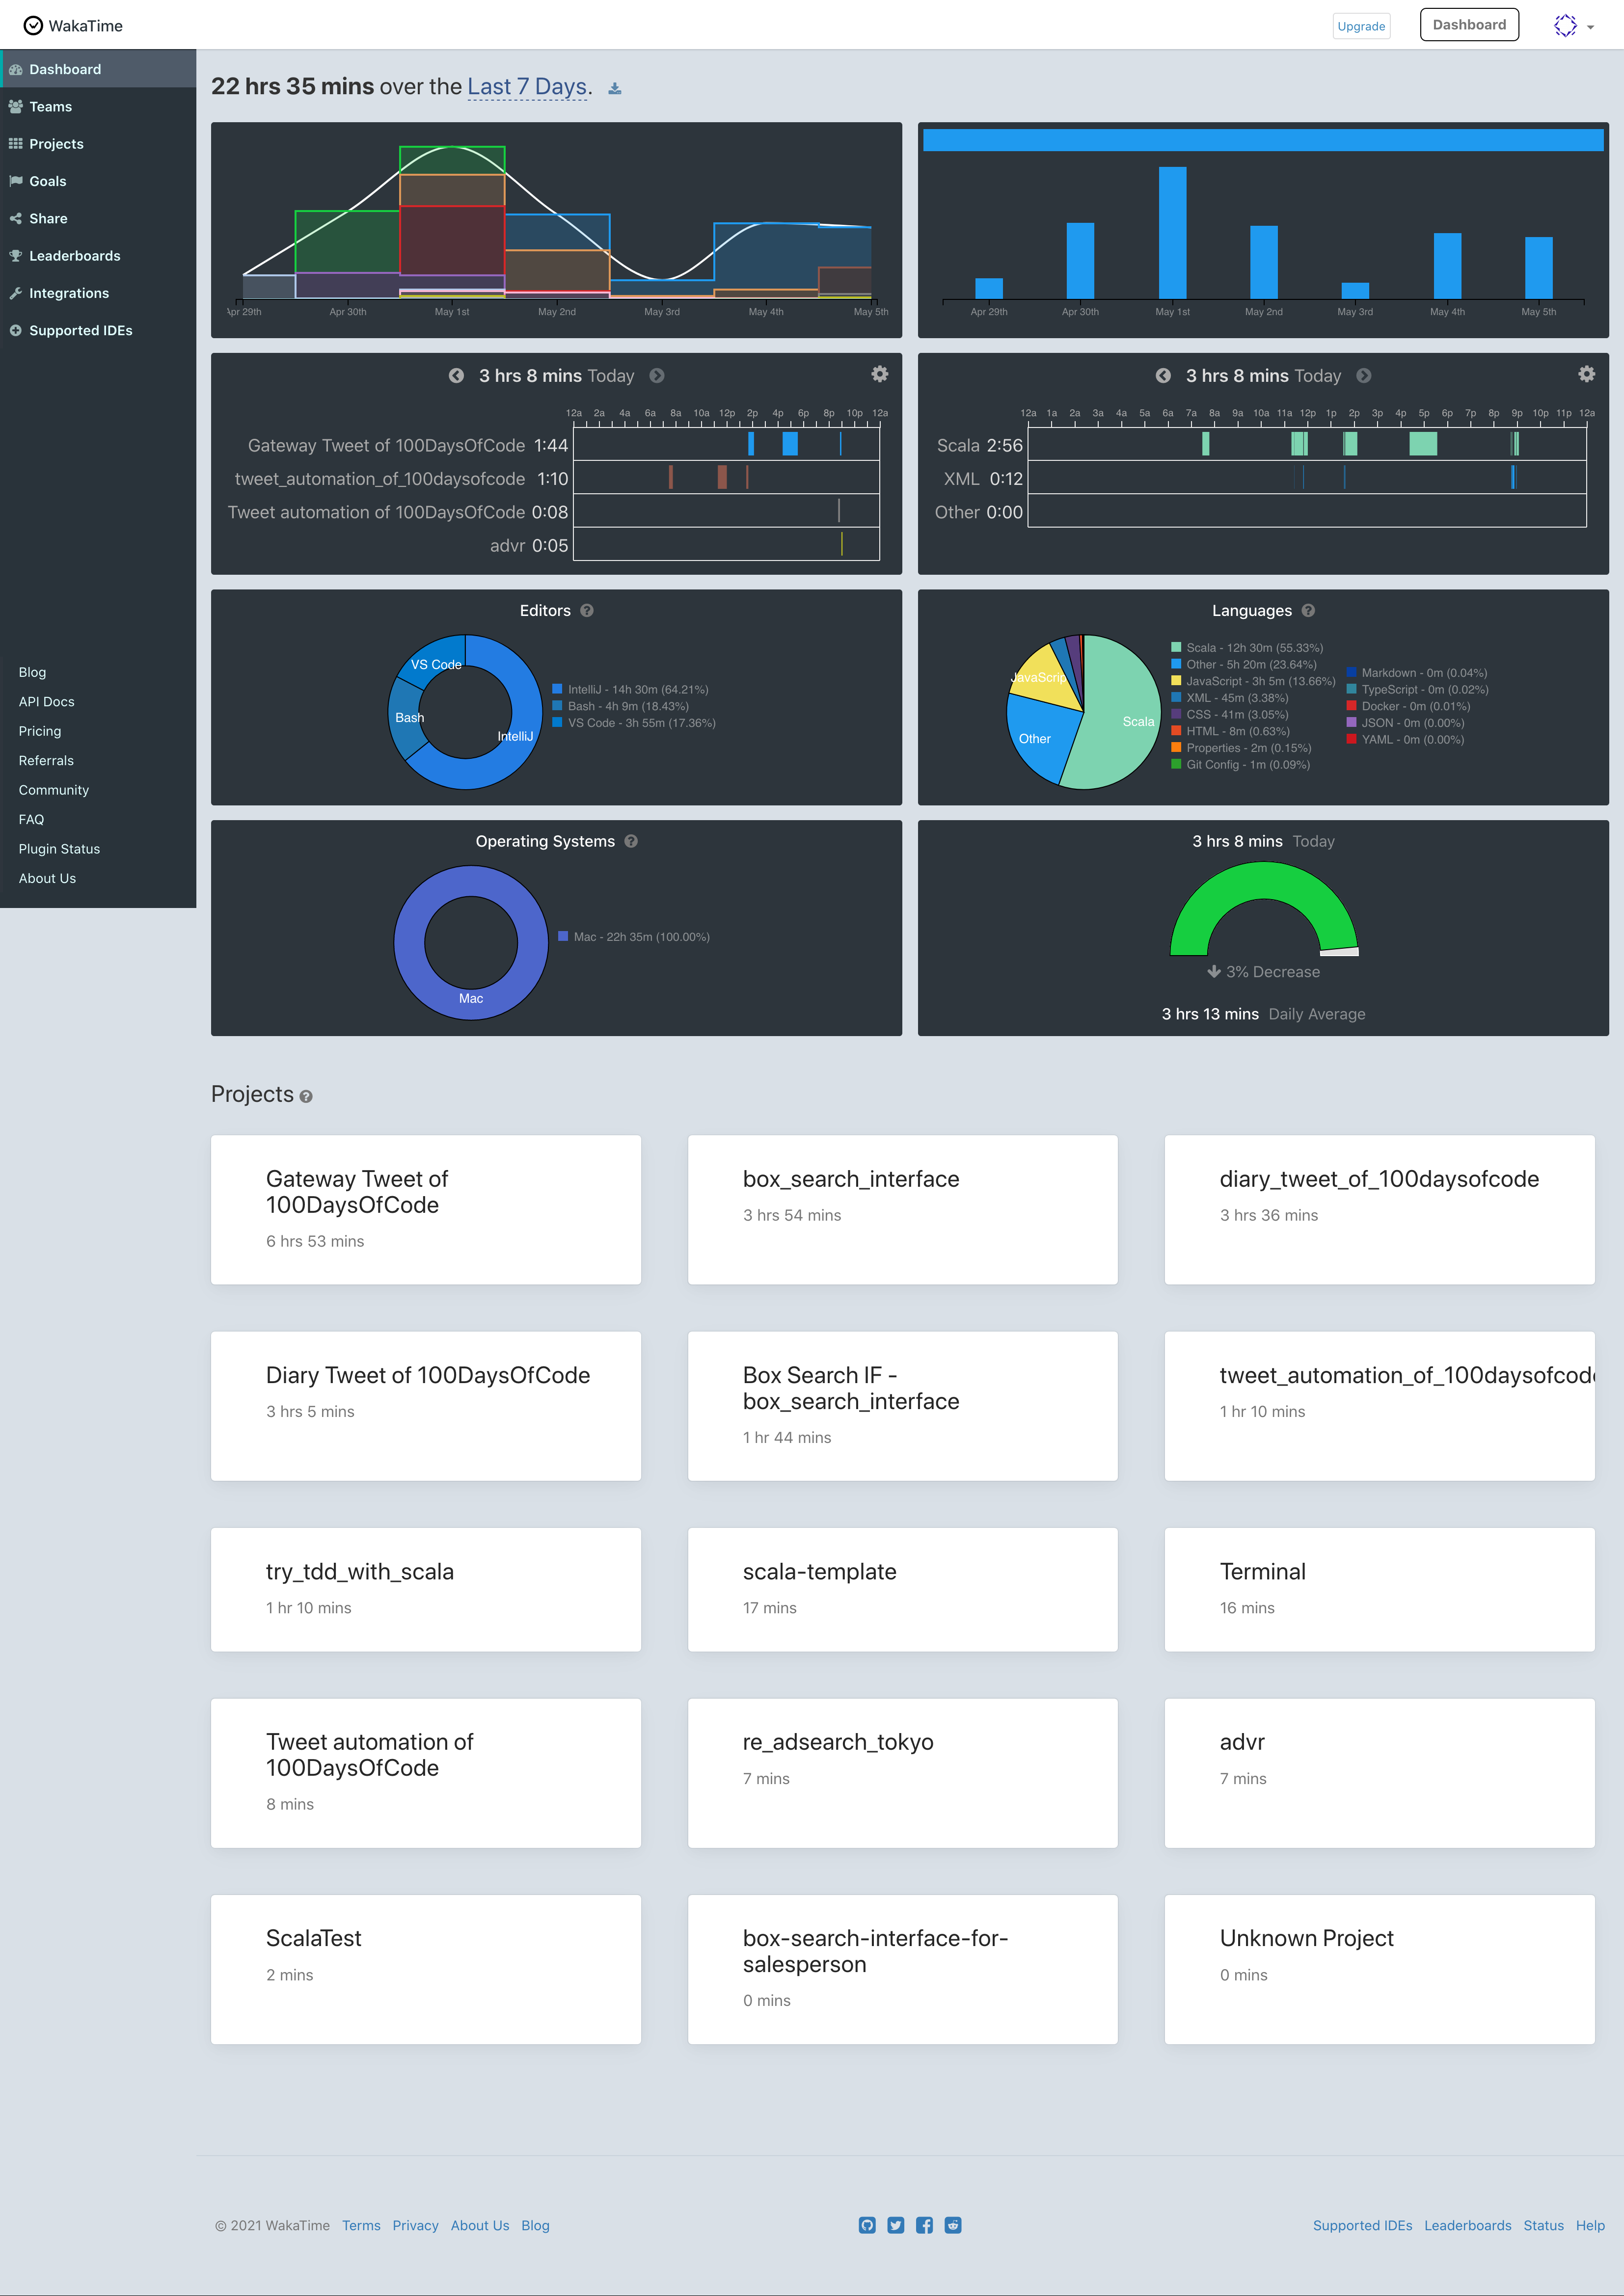 WakaTime
Upgrade
Dashboard
Dashboard
Teams
Projects
Goals
Share
Leaderboards
Integrations
Supported IDEs
Blog
API Docs
Pricing
Referrals
Community
FAQ
Plugin Status
About Us
22 hrs 35 mins over the Last 7 Days.
Apr 29th Apr 30th May 1st May 2nd May 3rd May 4th May 5th
Apr 29th Apr 30th May 1st May 2nd May 3rd May 4th May 5th
3 hrs 8 mins Today
12a 2a 4a 6a 8a 10a 12p 2p 4p 6p 8p 10p 12a
Gateway Tweet of 100DaysOfCode 1:44
tweet_automation_of_100daysofcode 1:10
Tweet automation of 100DaysOfCode 0:08
advr 0:05
3 hrs 8 mins Today
12a 1a 2a 3a 4a 5a 6a 7a 8a 9a 10a 11a 12p 1p 2p 3p 4p 5p 6p 7p 8p 9p 10p 11p 12a
Scala 2:56
XML 0:12
Other 0:00
Editors
VS Code
Bash
IntelliJ
IntelliJ - 14h 30m (64.21%)
Bash - 4h 9m (18.43%)
VS Code - 3h 55m (17.36%)
Languages
JavaScrip
Scala
Other
Scala - 12h 30m (55.33%)
Other - 5h 20m (23.64%)
JavaScript - 3h 5m (13.66%)
XML - 45m (3.38%)
CSS - 41m (3.05%)
HTML - 8m (0.63%)
Properties - 2m (0.15%)
Git Config - 1m (0.09%)
Markdown - 0m (0.04%)
TypeScript - 0m (0.02%)
Docker - 0m (0.01%)
JSON - 0m (0.00%)
YAML - 0m (0.00%)
Operating Systems
Mac
Mac - 22h 35m (100.00%)
3 hrs 8 mins Today
3% Decrease
3 hrs 13 mins Daily Average
Projects
Gateway Tweet of
100DaysOfCode
6 hrs 53 mins
box_search_interface
3 hrs 54 mins
diary_tweet_of_100daysofcode
3 hrs 36 mins
Diary Tweet of 100DaysOfCode
3 hrs 5 mins
Box Search IF -
box_search_interface
1 hr 44 mins
tweet_automation_of_100daysofcode
1 hr 10 mins
try_tdd_with_scala
1 hr 10 mins
scala-template
17 mins
Terminal
16 mins
Tweet automation of
100DaysOfCode
8 mins
re_adsearch_tokyo
7 mins
advr
7 mins
ScalaTest
2 mins
box-search-interface-for-
salesperson
0 mins
Unknown Project
0 mins
© 2021 WakaTime Terms Privacy About Us Blog
Supported IDEs Leaderboards Status Help